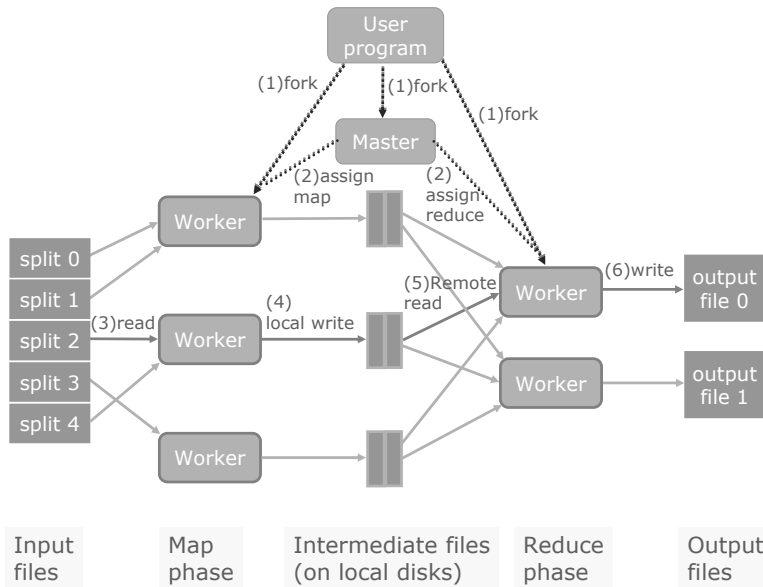 User
program
(1)fork
(1)fork
(1)fork
Master
(2)assign
map
(2)
assign
reduce
Worker
split 0
split 1
split 2
split 3
split 4
(3)read
Worker
(4)
local write
(5)Remote
read
Worker
(6)write
output
file 0
Worker
output
file 1
Worker
Input
files
Map
phase
Intermediate files
(on local disks)
Reduce
phase
Output
files